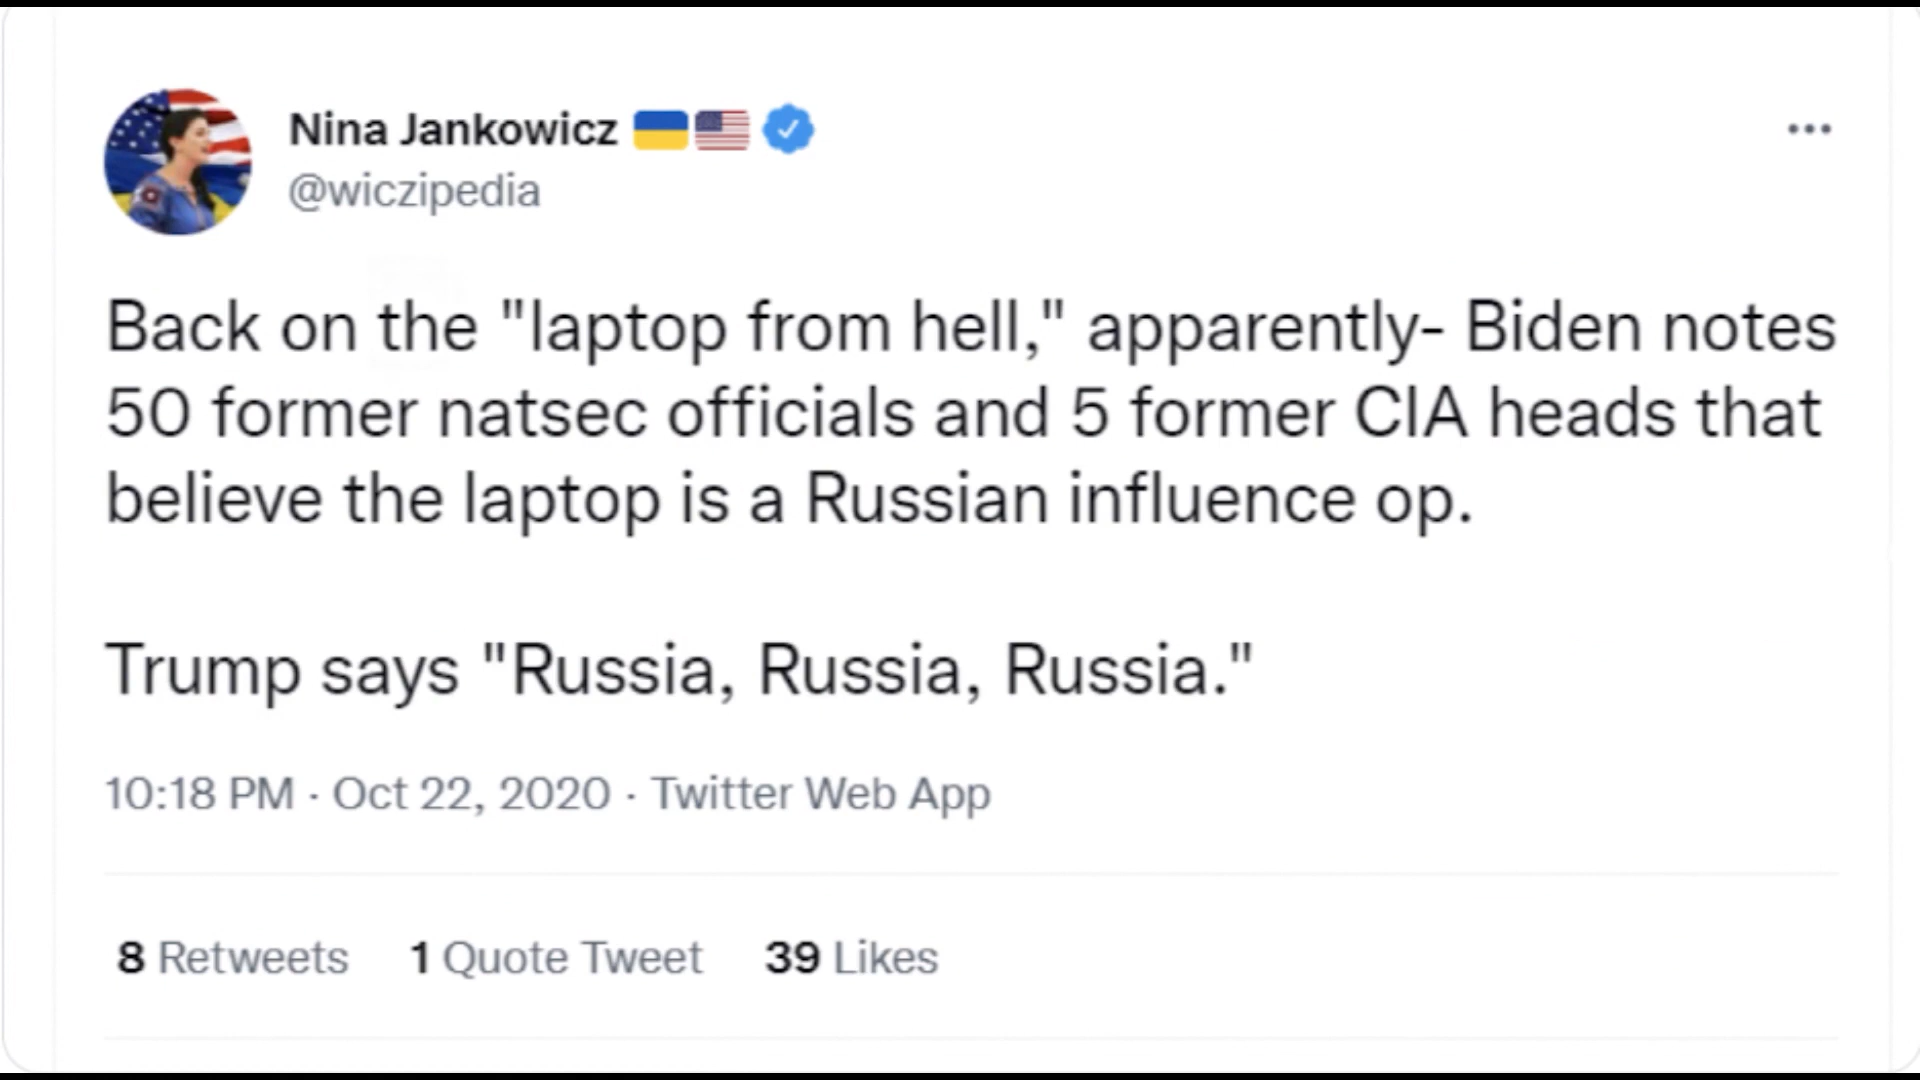 Nina Jankowicz 🇺🇦🇺🇸
@wiczipedia
Back on the "laptop from hell," apparently- Biden notes
50 former natsec officials and 5 former CIA heads that
believe the laptop is a Russian influence op.
Trump says "Russia, Russia, Russia."
10:18 PM · Oct 22, 2020 · Twitter Web App
8 Retweets 1 Quote Tweet 39 Likes